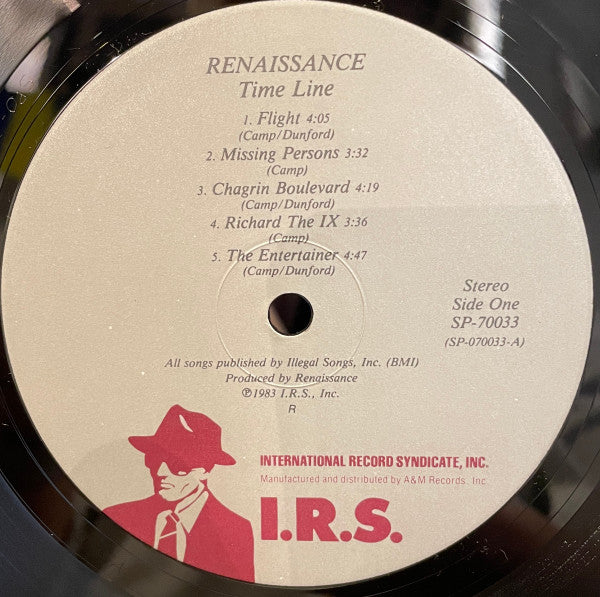 RENAISSANCE
Time Line
1. Flight 4:05
(Camp/Dunford)
2. Missing Persons 3:32
(Camp)
3. Chagrin Boulevard 4:19
(Camp/Dunford)
4. Richard The IX 3:36
(Camp)
5. The Entertainer 4:47
(Camp/Dunford)
Stereo
Side One
SP-70033
(SP-070033-A)
All songs published by Illegal Songs, Inc. (BMI)
Produced by Renaissance
℗1983 I.R.S., Inc.
R
INTERNATIONAL RECORD SYNDICATE, INC.
Manufactured and distributed by A&M Records, Inc.
I.R.S.